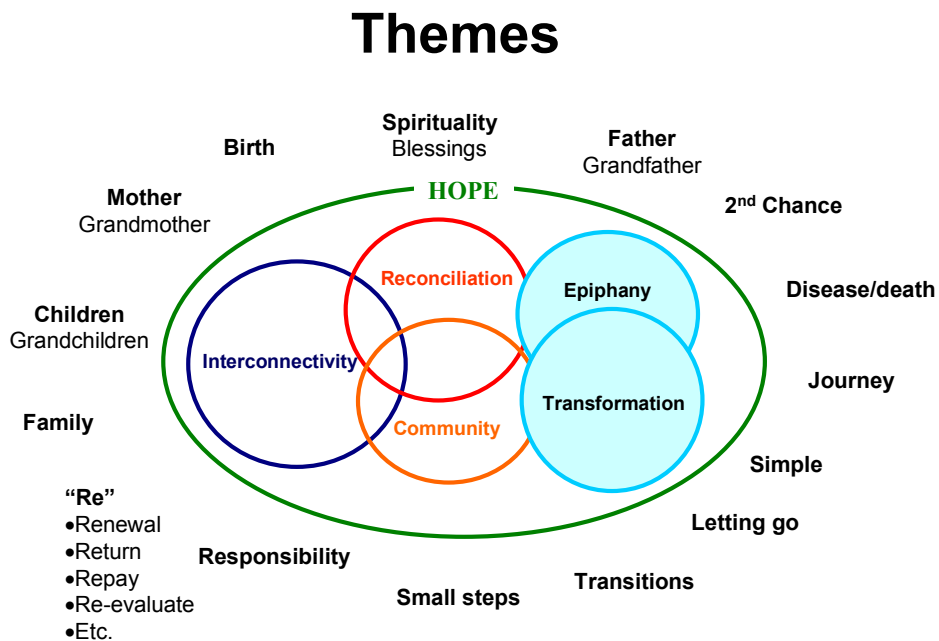 Themes
Birth
Spirituality
Blessings
Father
Grandfather
Mother
Grandmother
HOPE
2nd Chance
Reconciliation
Epiphany
Disease/death
Children
Grandchildren
Interconnectivity
Journey
Transformation
Family
Community
Simple
“Re”
•Renewal
•Return
•Repay
•Re-evaluate
•Etc.
Letting go
Responsibility
Transitions
Small steps